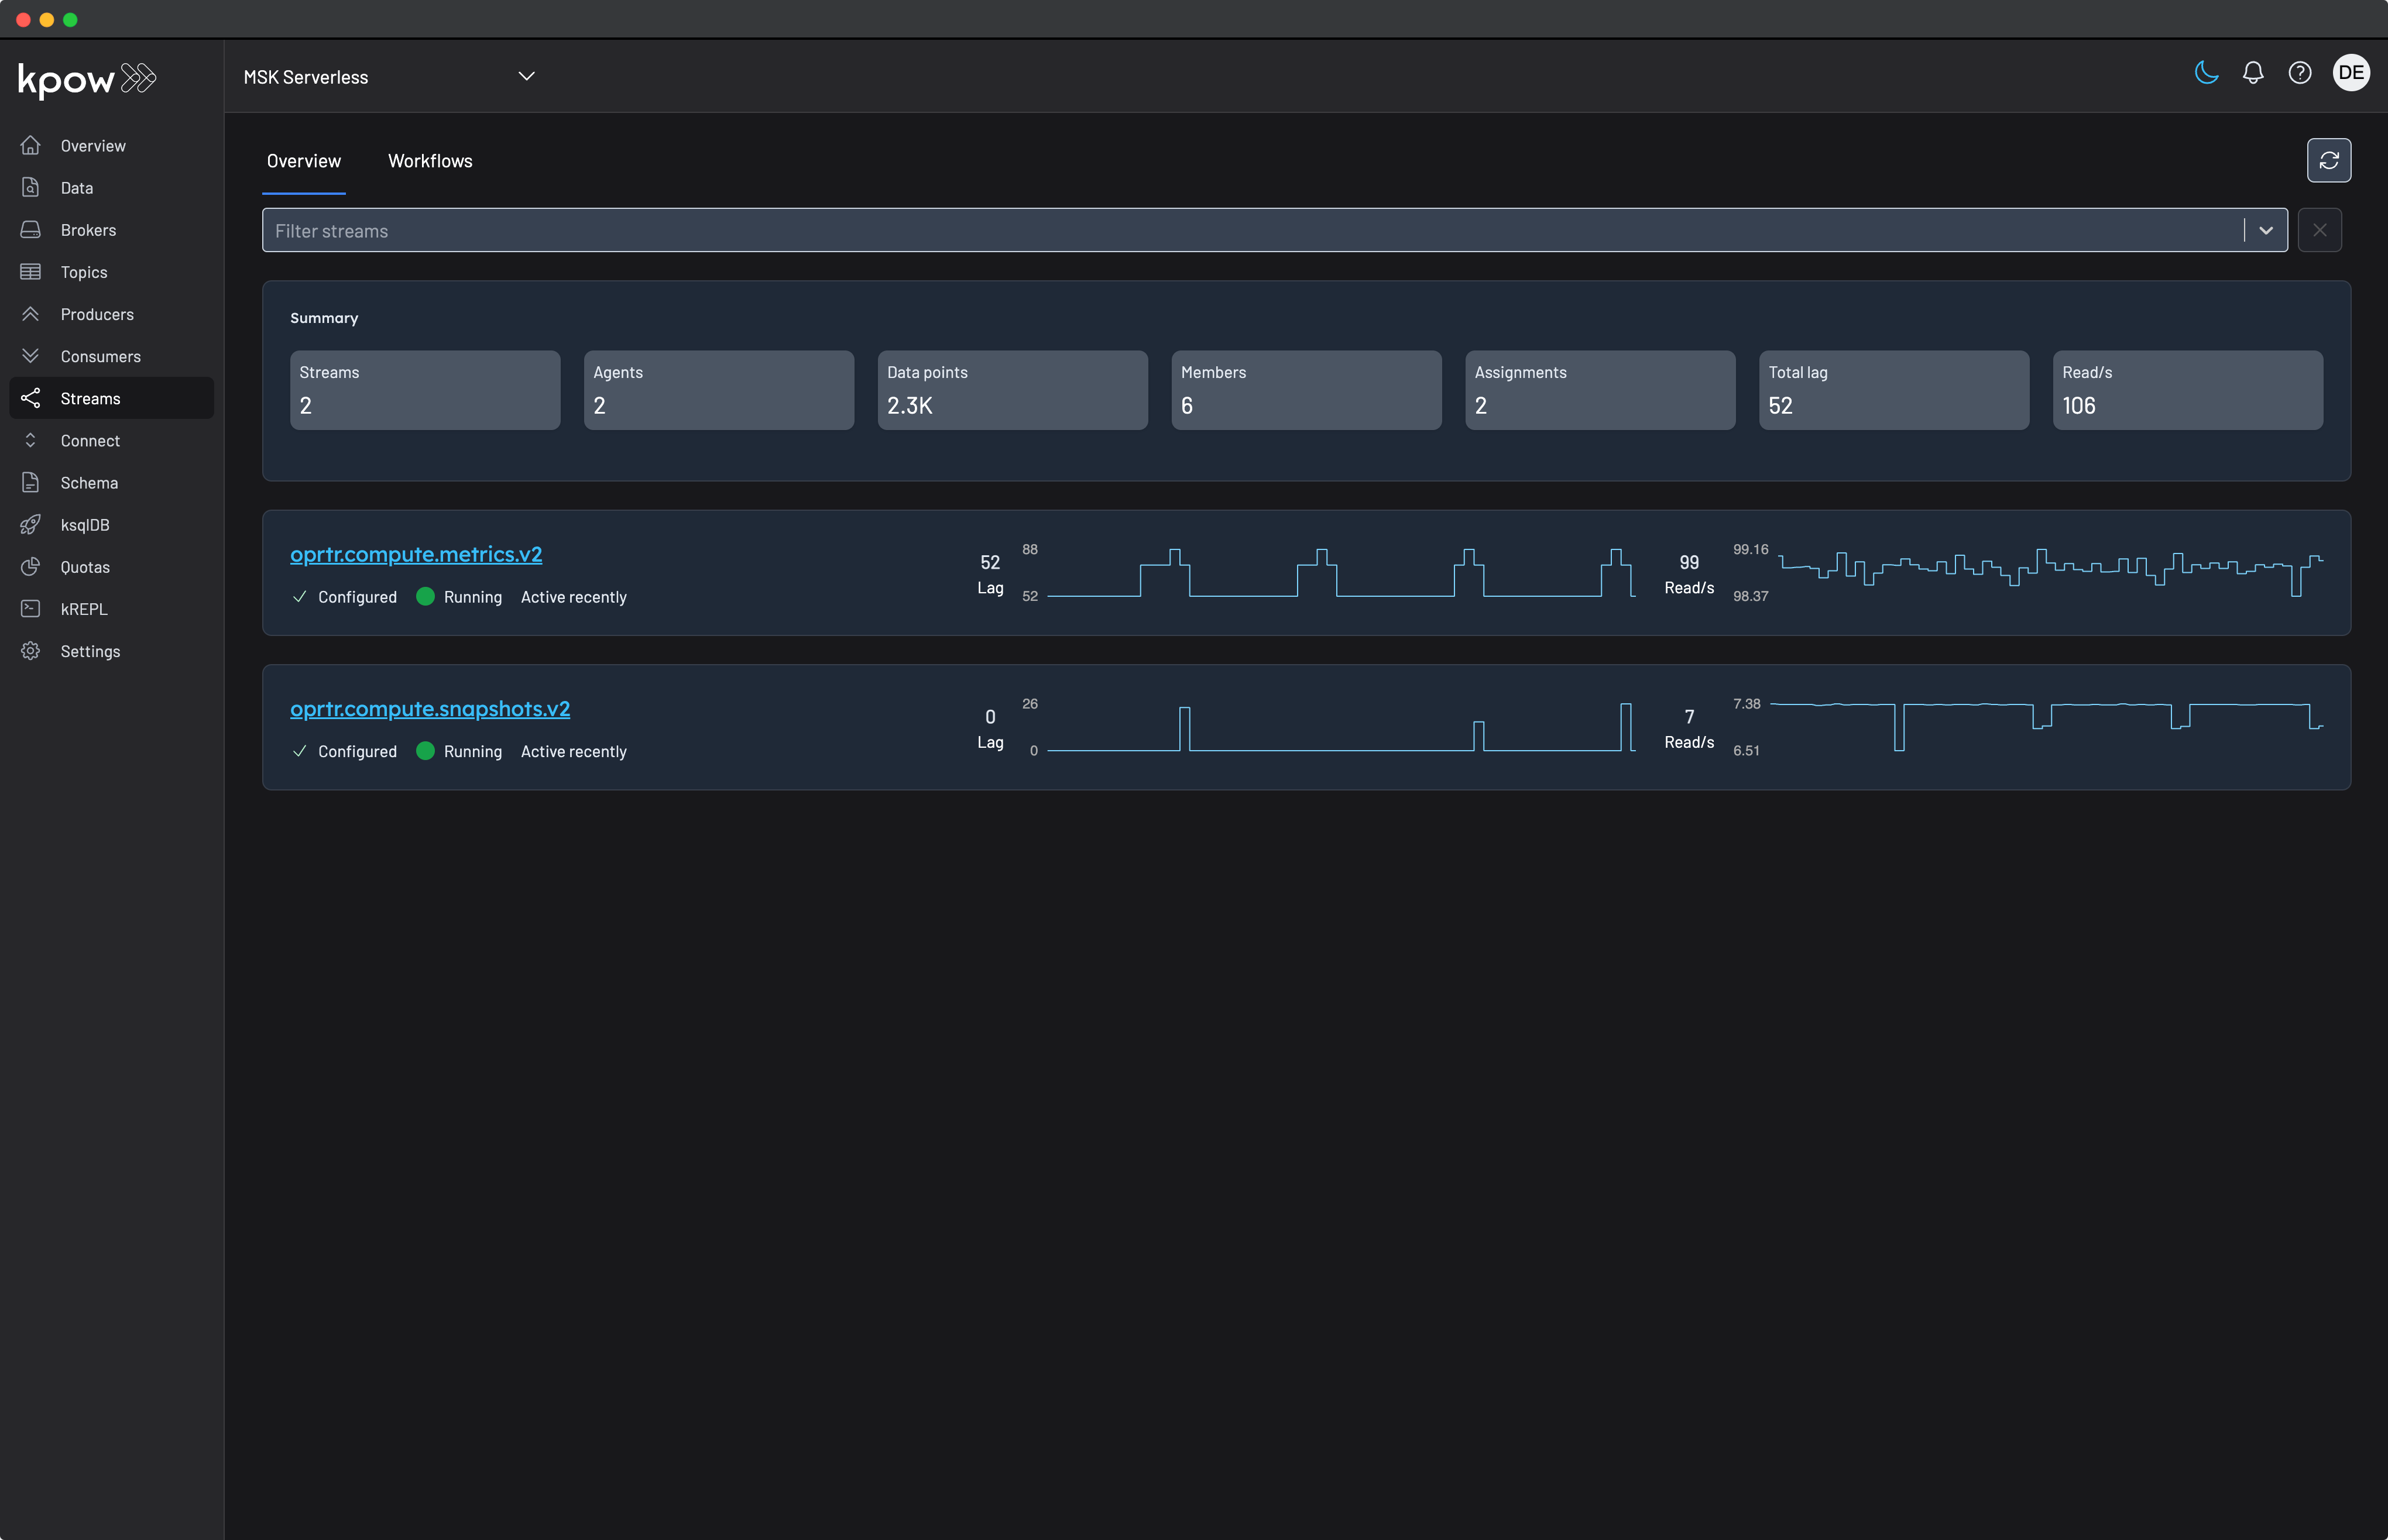 kpow
MSK Serverless
DE
Overview
Data
Brokers
Topics
Producers
Consumers
Streams
Connect
Schema
ksqlDB
Quotas
kREPL
Settings
Overview Workflows
Filter streams
Summary
Streams
2
Agents
2
Data points
2.3K
Members
6
Assignments
2
Total lag
52
Read/s
106
oprtr.compute.metrics.v2
Configured Running Active recently
52
Lag
88
52
99
Read/s
99.16
98.37
oprtr.compute.snapshots.v2
Configured Running Active recently
0
Lag
26
0
7
Read/s
7.38
6.51